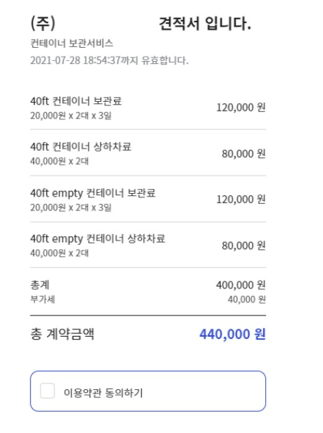 (주) 견적서 입니다.
컨테이너 보관서비스
2021-07-28 18:54:37까지 유효합니다.
40ft 컨테이너 보관료 120,000 원
20,000원 x 2대 x 3일
40ft 컨테이너 상하차료 80,000 원
40,000원 x 2대
40ft empty 컨테이너 보관료 120,000 원
20,000원 x 2대 x 3일
40ft empty 컨테이너 상하차료 80,000 원
40,000원 x 2대
총계 400,000 원
부가세 40,000 원
총 계약금액 440,000 원
이용약관 동의하기